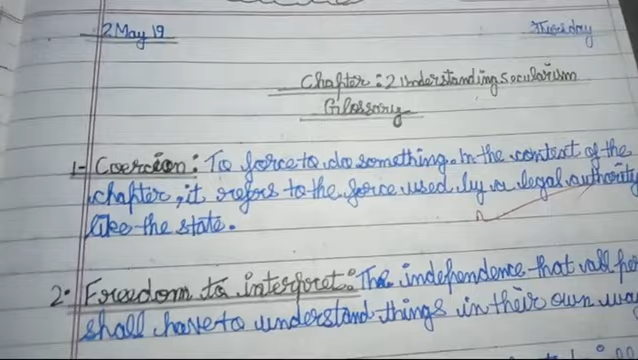 2 May 19
Thursday
Chapter : 2 Understanding Secularism
Glossary
1- Coercion : To force to do something. In the context of the
chapter, it refers to the force used by a legal authority
like the state.
2. Freedom to interpret : The independence that all per
shall have to understand things in their own way